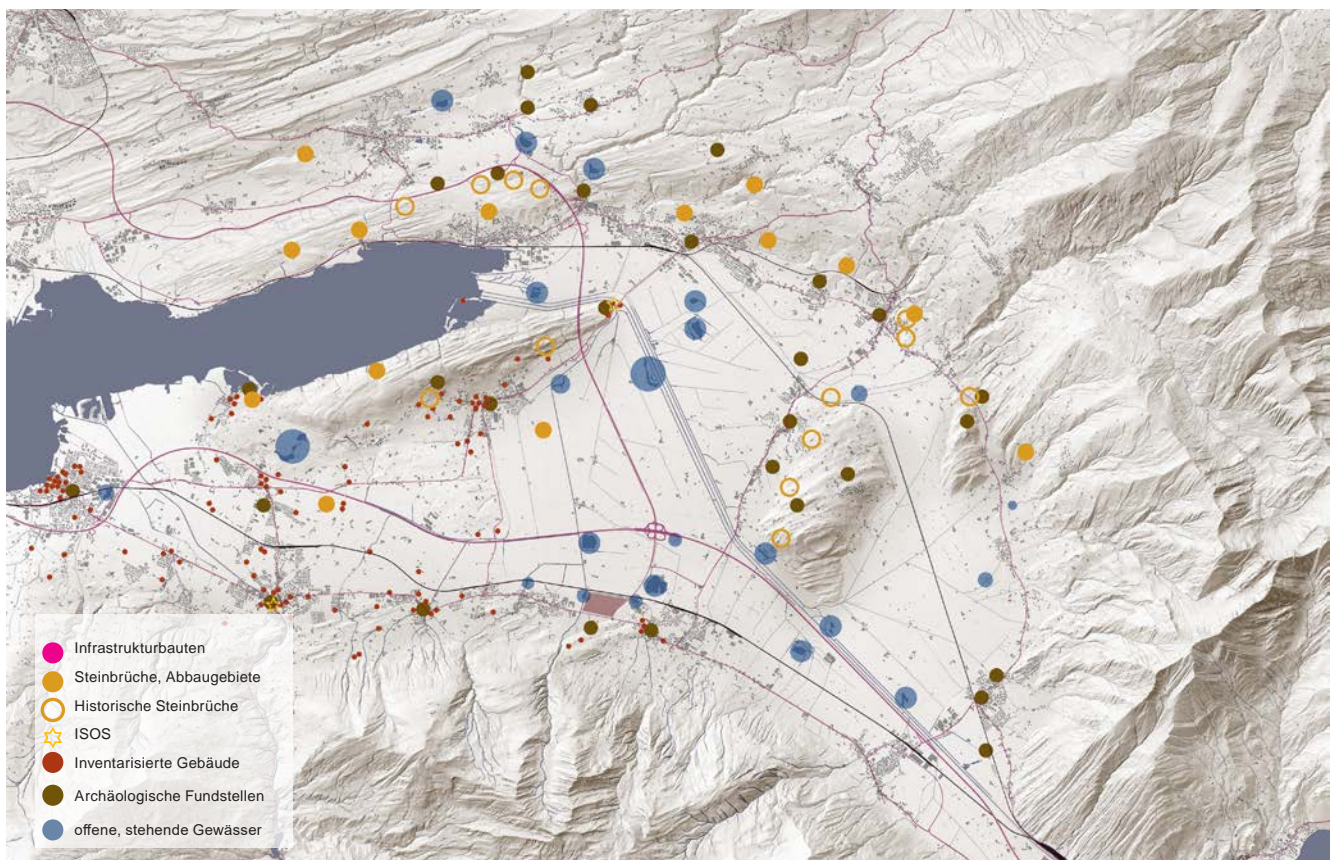 Infrastrukturbauten
Steinbrüche, Abbaugebiete
Historische Steinbrüche
ISOS
Inventarisierte Gebäude
Archäologische Fundstellen
offene, stehende Gewässer